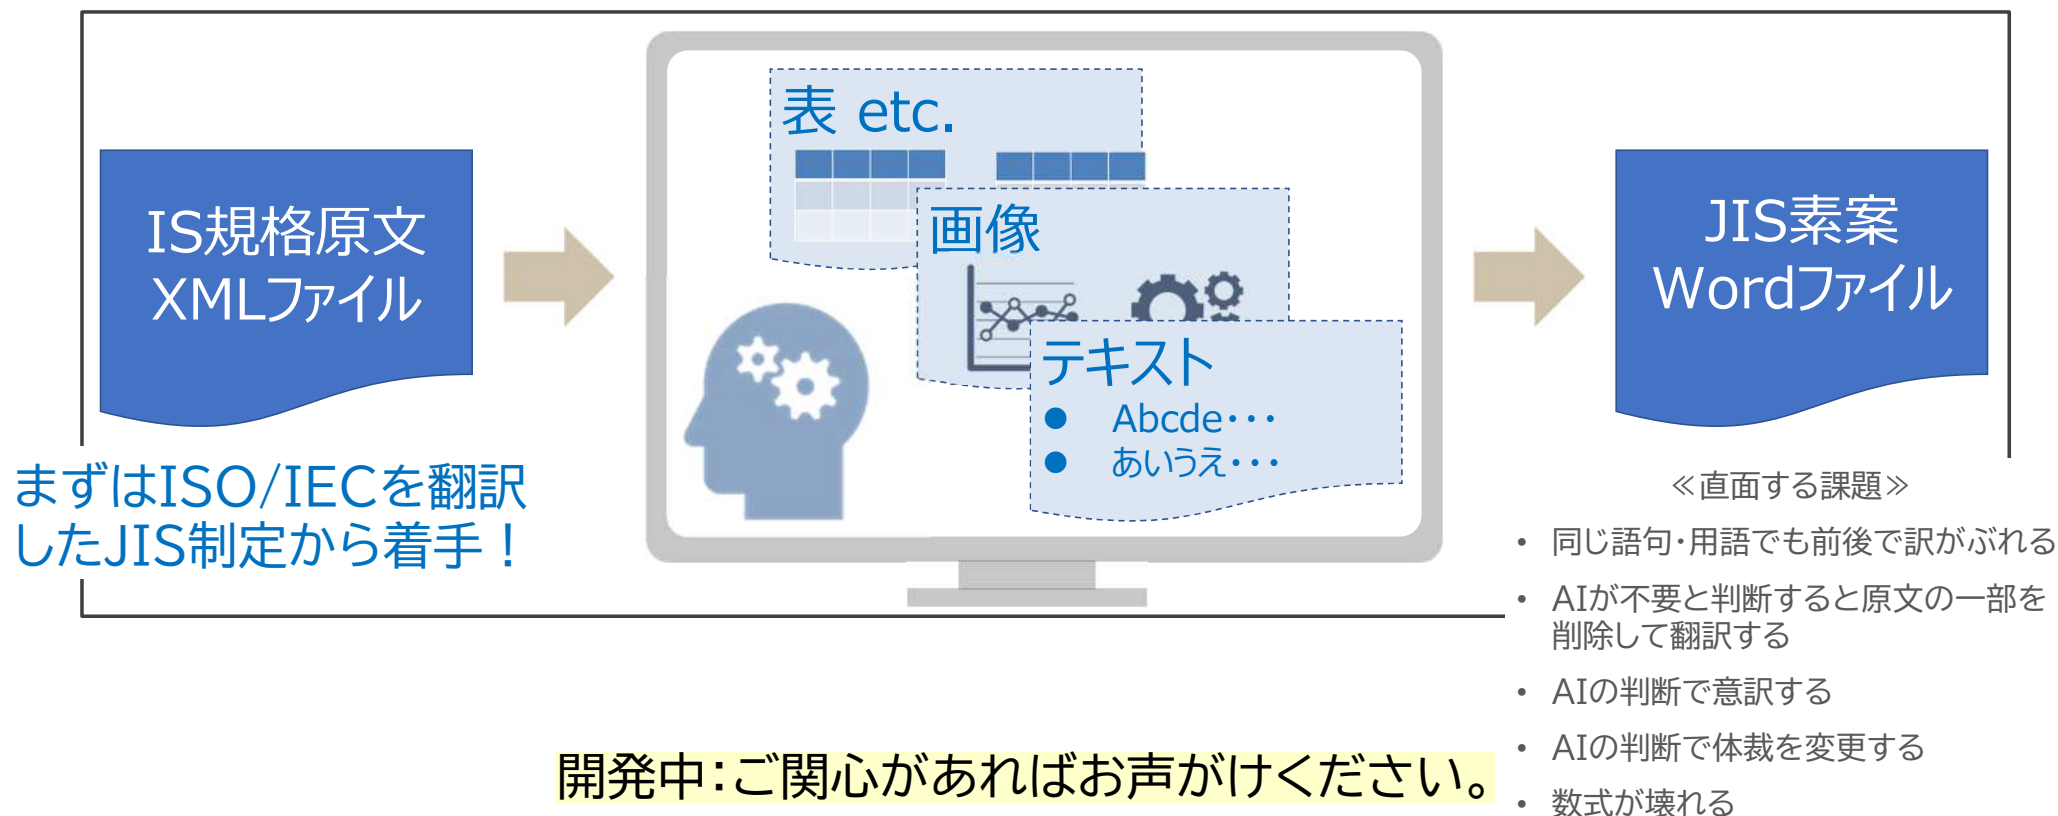 IS規格原文
XMLファイル
まずはISO/IECを翻訳
したJIS制定から着手！
表 etc.
画像
テキスト
● Abcde・・・
● あいうえ・・・
JIS素案
Wordファイル
≪直面する課題≫
• 同じ語句・用語でも前後で訳がぶれる
• AIが不要と判断すると原文の一部を
削除して翻訳する
• AIの判断で意訳する
• AIの判断で体裁を変更する
• 数式が壊れる
開発中：ご関心があればお声がけください。